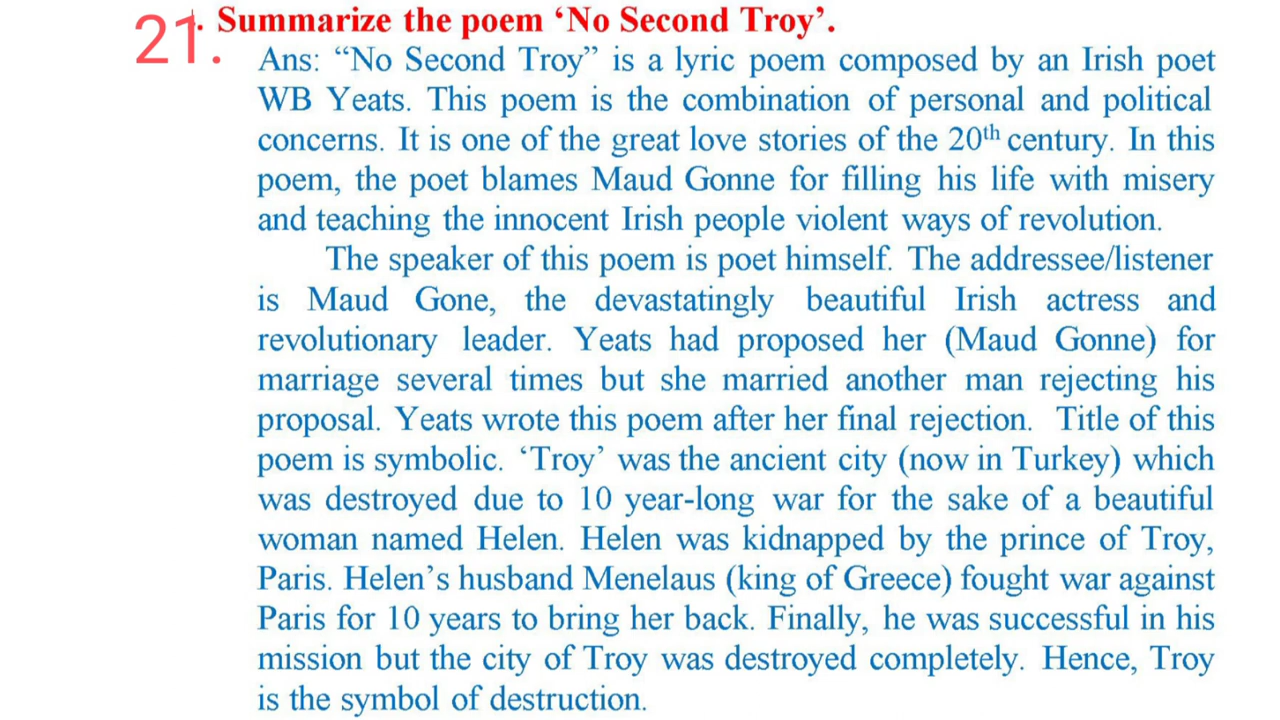 21. Summarize the poem ‘No Second Troy’.
Ans: “No Second Troy” is a lyric poem composed by an Irish poet
WB Yeats. This poem is the combination of personal and political
concerns. It is one of the great love stories of the 20th century. In this
poem, the poet blames Maud Gonne for filling his life with misery
and teaching the innocent Irish people violent ways of revolution.
The speaker of this poem is poet himself. The addressee/listener
is Maud Gone, the devastatingly beautiful Irish actress and
revolutionary leader. Yeats had proposed her (Maud Gonne) for
marriage several times but she married another man rejecting his
proposal. Yeats wrote this poem after her final rejection. Title of this
poem is symbolic. ‘Troy’ was the ancient city (now in Turkey) which
was destroyed due to 10 year-long war for the sake of a beautiful
woman named Helen. Helen was kidnapped by the prince of Troy,
Paris. Helen’s husband Menelaus (king of Greece) fought war against
Paris for 10 years to bring her back. Finally, he was successful in his
mission but the city of Troy was destroyed completely. Hence, Troy
is the symbol of destruction.